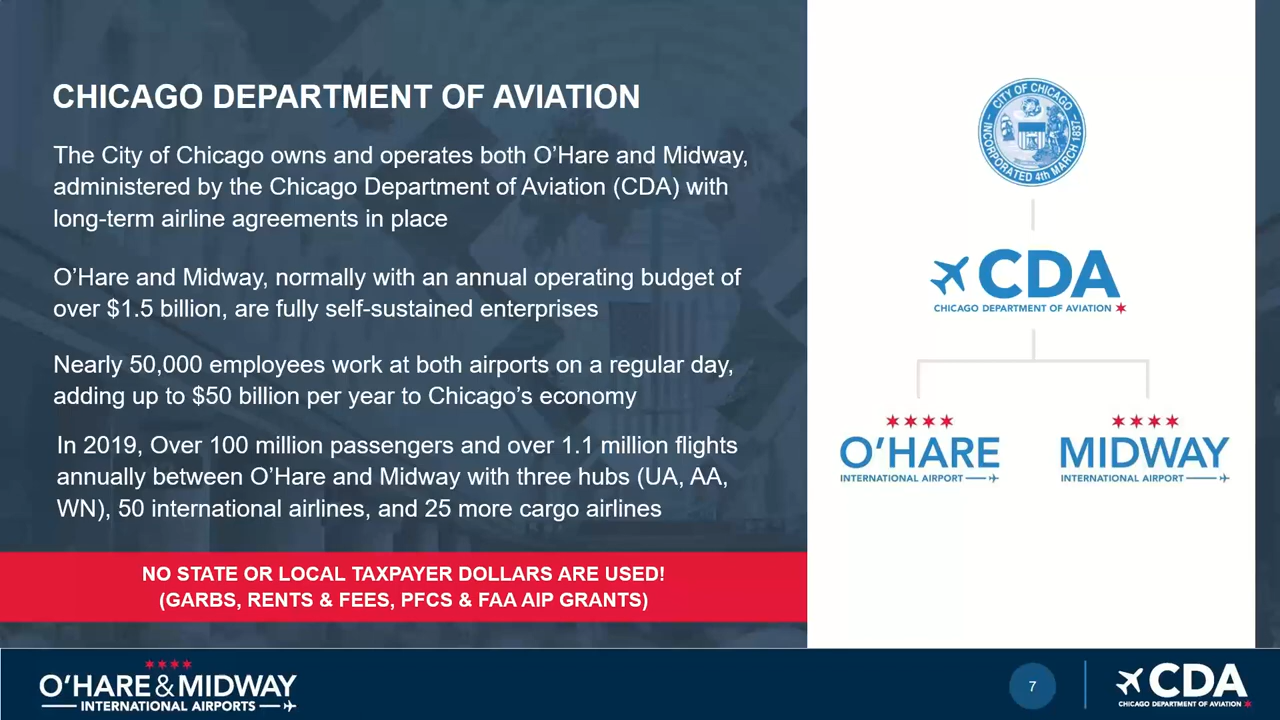 CHICAGO DEPARTMENT OF AVIATION
The City of Chicago owns and operates both O’Hare and Midway,
administered by the Chicago Department of Aviation (CDA) with
long-term airline agreements in place
O’Hare and Midway, normally with an annual operating budget of
over $1.5 billion, are fully self-sustained enterprises
Nearly 50,000 employees work at both airports on a regular day,
adding up to $50 billion per year to Chicago’s economy
In 2019, Over 100 million passengers and over 1.1 million flights
annually between O’Hare and Midway with three hubs (UA, AA,
WN), 50 international airlines, and 25 more cargo airlines
NO STATE OR LOCAL TAXPAYER DOLLARS ARE USED!
(GARBS, RENTS & FEES, PFCS & FAA AIP GRANTS)
CITY OF CHICAGO
INCORPORATED 4th MARCH 1837
CDA
CHICAGO DEPARTMENT OF AVIATION
O’HARE
INTERNATIONAL AIRPORT
MIDWAY
INTERNATIONAL AIRPORT
O’HARE & MIDWAY
INTERNATIONAL AIRPORTS
7
CDA
CHICAGO DEPARTMENT OF AVIATION